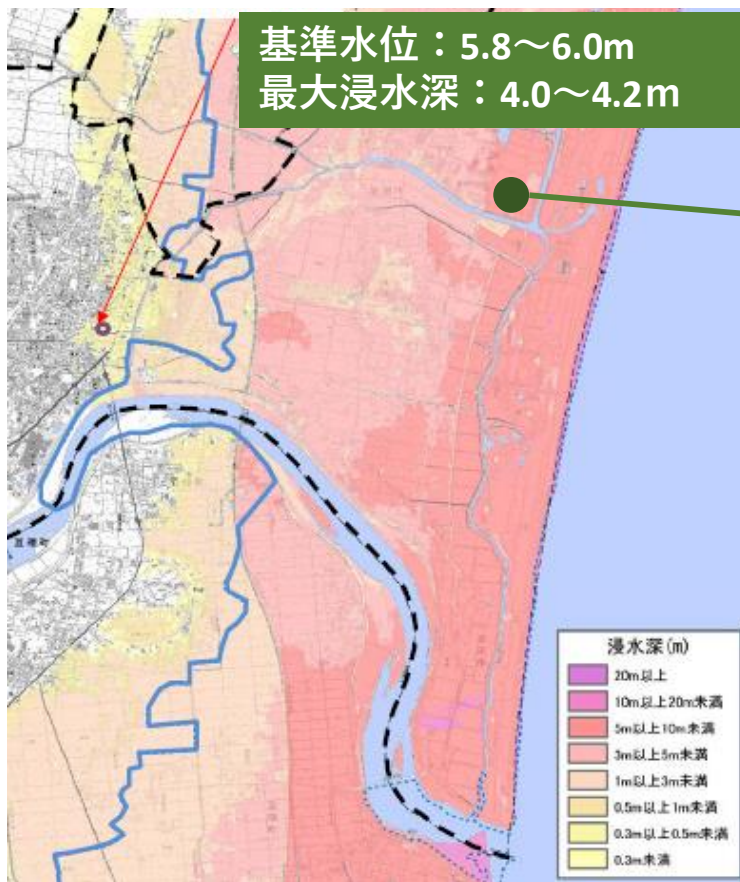 基準水位：5.8～6.0m
最大浸水深：4.0～4.2m
亘理町
浸水深(m)
20m以上
10m以上20m未満
5m以上10m未満
3m以上5m未満
1m以上3m未満
0.5m以上1m未満
0.3m以上0.5m未満
0.3m未満